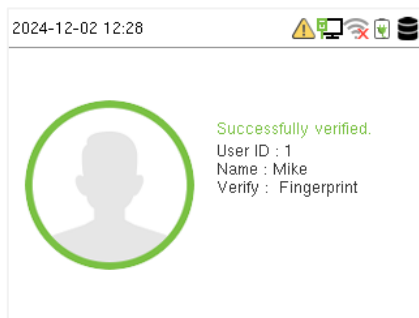 2024-12-02 12:28
Successfully verified.
User ID : 1
Name : Mike
Verify :  Fingerprint